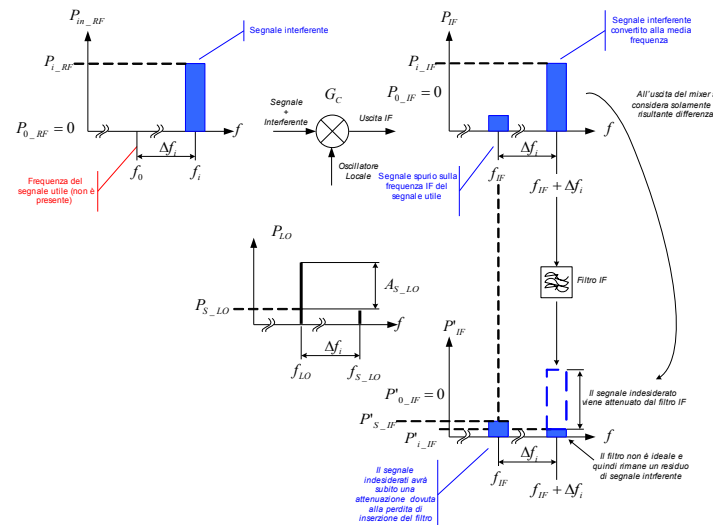 P_in_RF
Segnale interferente
P_i_RF
P_0_RF = 0
f
Δf_i
f_0
f_i
Frequenza del
segnale utile (non è
presente)
G_C
Segnale
+
Interferente
Uscita IF
Oscillatore
Locale
P_IF
Segnale interferente
convertito alla media
frequenza
P_i_IF
P_0_IF = 0
f
Δf_i
All'uscita del mixer
considera solamente
risultante differenza
Segnale spurio sulla
frequenza IF del
segnale utile
f_IF
f_IF + Δf_i
Filtro IF
P_LO
A_S_LO
P_S_LO
f
Δf_i
f_LO
f_S_LO
P'_IF
P'_0_IF = 0
P'_S_IF
P'_i_IF
f
Δf_i
Il segnale indesiderato
viene attenuato dal filtro IF
f_IF
f_IF + Δf_i
Il filtro non è ideale e
quindi rimane un residuo
di segnale intrferente
Il segnale
indesiderati avrà
subito una
attenuazione dovuta
alla perdita di
inserzione del filtro